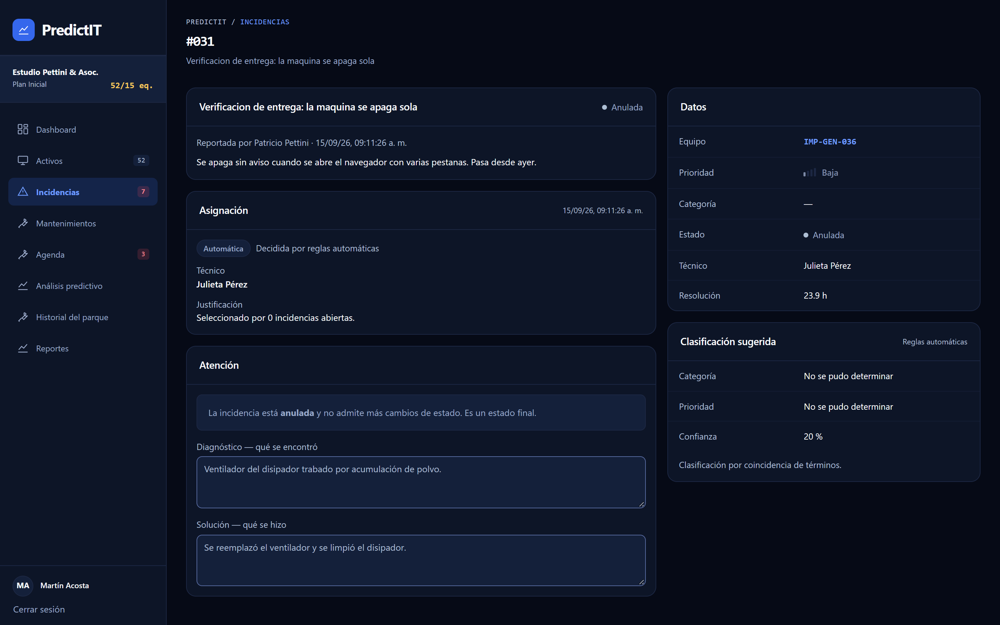 PredictIT
Estudio Pettini & Asoc.
Plan Inicial
52/15 eq.
Dashboard
Activos
52
Incidencias
7
Mantenimientos
Agenda
3
Análisis predictivo
Historial del parque
Reportes
MA
Martín Acosta
Cerrar sesión
PREDICTIT / INCIDENCIAS
#031
Verificacion de entrega: la maquina se apaga sola
Verificacion de entrega: la maquina se apaga sola
Anulada
Reportada por Patricio Pettini · 15/09/26, 09:11:26 a. m.
Se apaga sin aviso cuando se abre el navegador con varias pestanas. Pasa desde ayer.
Asignación
15/09/26, 09:11:26 a. m.
Automática
Decidida por reglas automáticas
Técnico
Julieta Pérez
Justificación
Seleccionado por 0 incidencias abiertas.
Atención
La incidencia está anulada y no admite más cambios de estado. Es un estado final.
Diagnóstico — qué se encontró
Ventilador del disipador trabado por acumulación de polvo.
Solución — qué se hizo
Se reemplazó el ventilador y se limpió el disipador.
Datos
Equipo
IMP-GEN-036
Prioridad
Baja
Categoría
—
Estado
Anulada
Técnico
Julieta Pérez
Resolución
23.9 h
Clasificación sugerida
Reglas automáticas
Categoría
No se pudo determinar
Prioridad
No se pudo determinar
Confianza
20 %
Clasificación por coincidencia de términos.